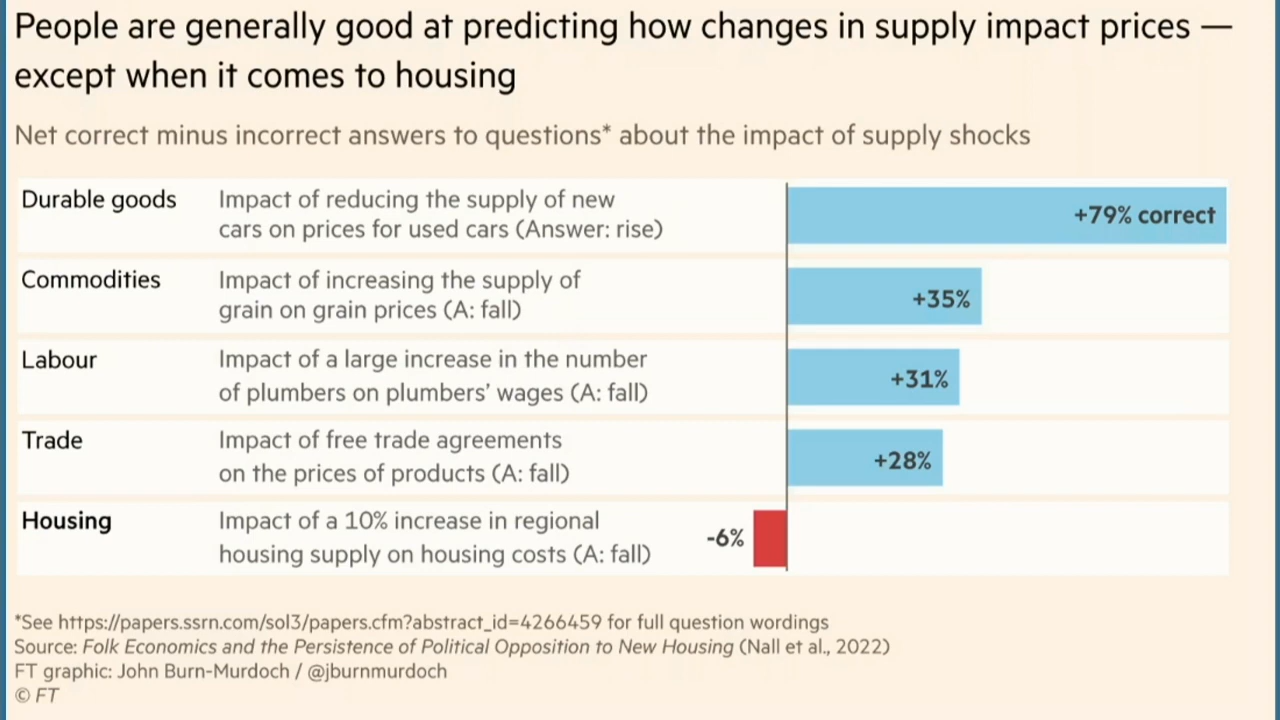 People are generally good at predicting how changes in supply impact prices —
except when it comes to housing
Net correct minus incorrect answers to questions* about the impact of supply shocks
Durable goods
Impact of reducing the supply of new
cars on prices for used cars (Answer: rise)
+79% correct
Commodities
Impact of increasing the supply of
grain on grain prices (A: fall)
+35%
Labour
Impact of a large increase in the number
of plumbers on plumbers’ wages (A: fall)
+31%
Trade
Impact of free trade agreements
on the prices of products (A: fall)
+28%
Housing
Impact of a 10% increase in regional
housing supply on housing costs (A: fall)
-6%
*See https://papers.ssrn.com/sol3/papers.cfm?abstract_id=4266459 for full question wordings
Source: Folk Economics and the Persistence of Political Opposition to New Housing (Nall et al., 2022)
FT graphic: John Burn-Murdoch / @jburnmurdoch
© FT